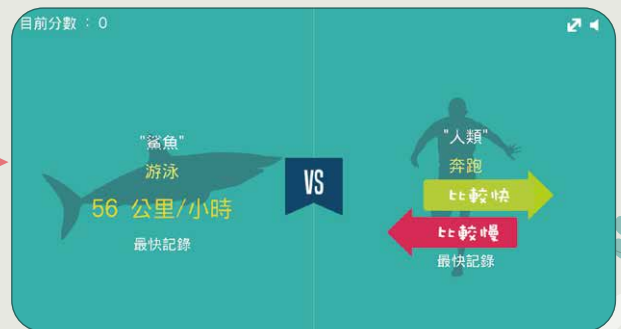 目前分數：0
"鯊魚"
游泳
56 公里/小時
最快記錄
VS
"人類"
奔跑
比較快
比較慢
最快記錄